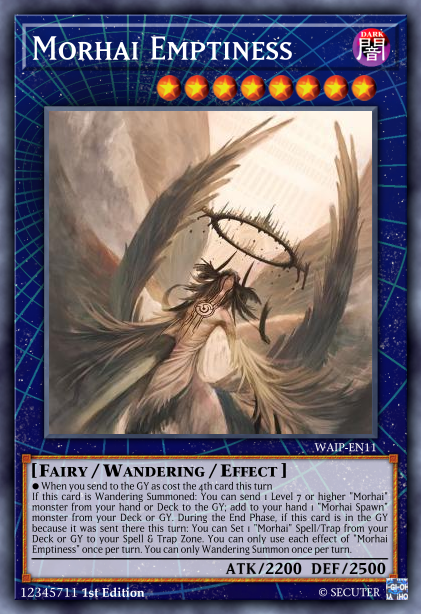 MORHAI EMPTINESS
DARK
闇
WAIP-EN11
[FAIRY / WANDERING / EFFECT]
● When you send to the GY as cost the 4th card this turn
If this card is Wandering Summoned: You can send 1 Level 7 or higher "Morhai"
monster from your hand or Deck to the GY; add to your hand 1 "Morhai Spawn"
monster from your Deck or GY. During the End Phase, if this card is in the GY
because it was sent there this turn: You can Set 1 "Morhai" Spell/Trap from your
Deck or GY to your Spell & Trap Zone. You can only use each effect of "Morhai
Emptiness" once per turn. You can only Wandering Summon once per turn.
ATK/2200 DEF/2500
12345711 1st Edition
© SECUTER